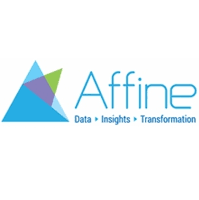 Affine
Data ▸ Insights ▸ Transformation